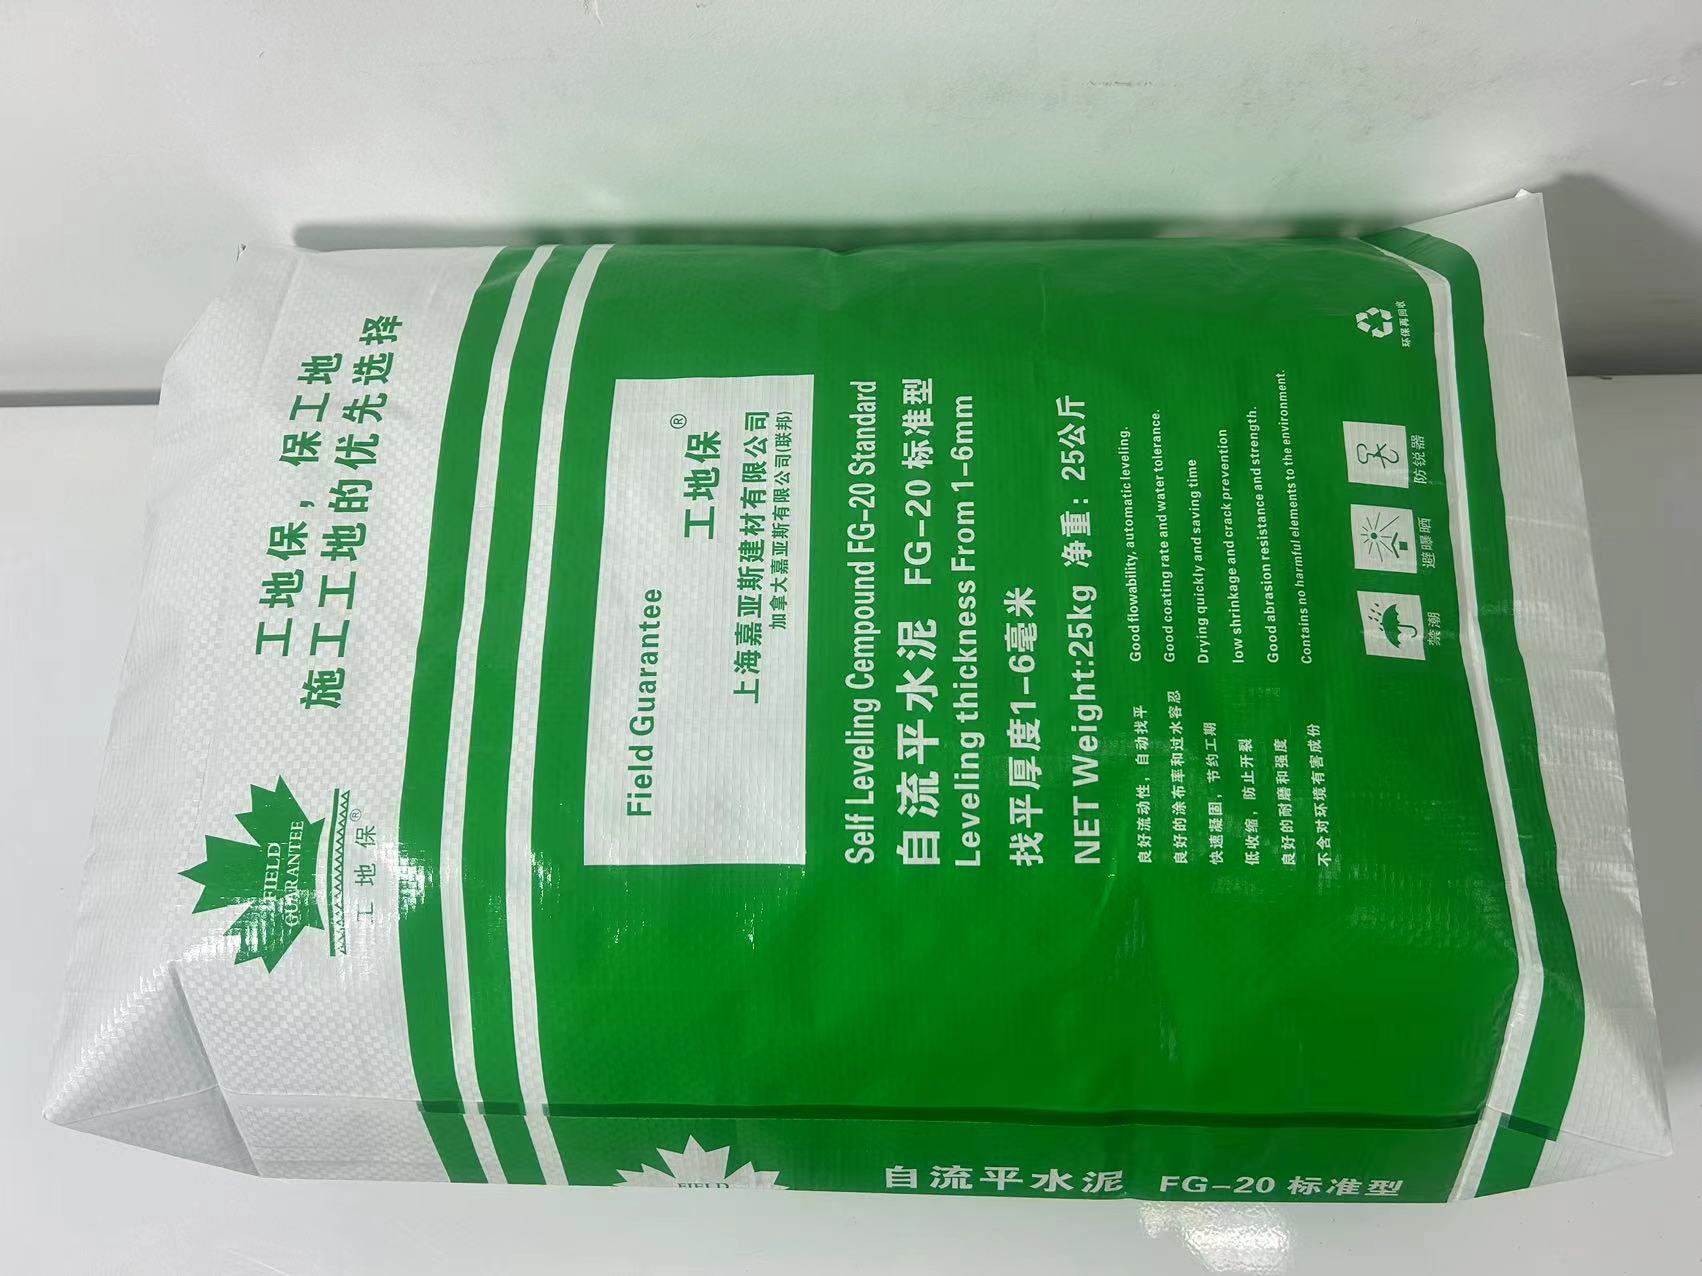 FIELD
GUARANTEE
工地保®
工地保，保工地
施工工地的优先选择
Field Guarantee
工地保®
上海嘉亚斯建材有限公司
加拿大嘉亚斯有限公司(联邦)
Self Leveling Cempound FG-20 Standard
自流平水泥 FG-20 标准型
Leveling thickness From 1-6mm
找平厚度1-6毫米
NET Weight:25kg 净重：25公斤
良好流动性，自动找平 Good flowability, automatic leveling.
良好的涂布率和过水容忍 Good coating rate and water tolerance.
快速凝固，节约工期 Drying quickly and saving time
低收缩，防止开裂 low shrinkage and crack prevention
良好的耐磨和强度 Good abrasion resistance and strength.
不含对环境有害成份 Contains no harmful elements to the environment.
禁潮 避曝晒 防锐器
环保再回收
FIELD
自流平水泥 FG-20 标准型